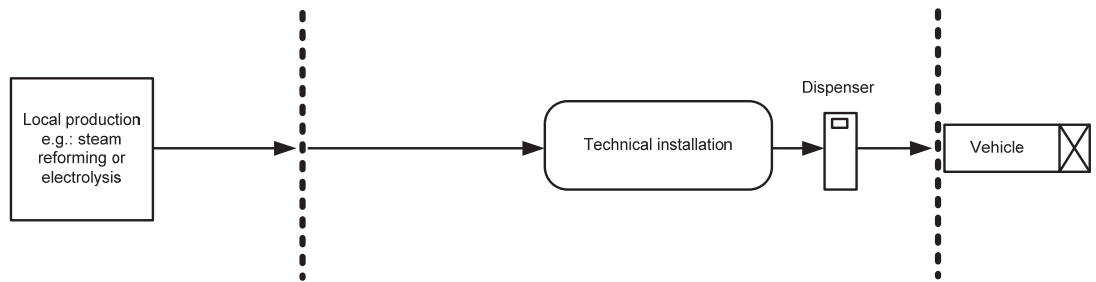 Local production
e.g.: steam
reforming or
electrolysis
Technical installation
Dispenser
Vehicle